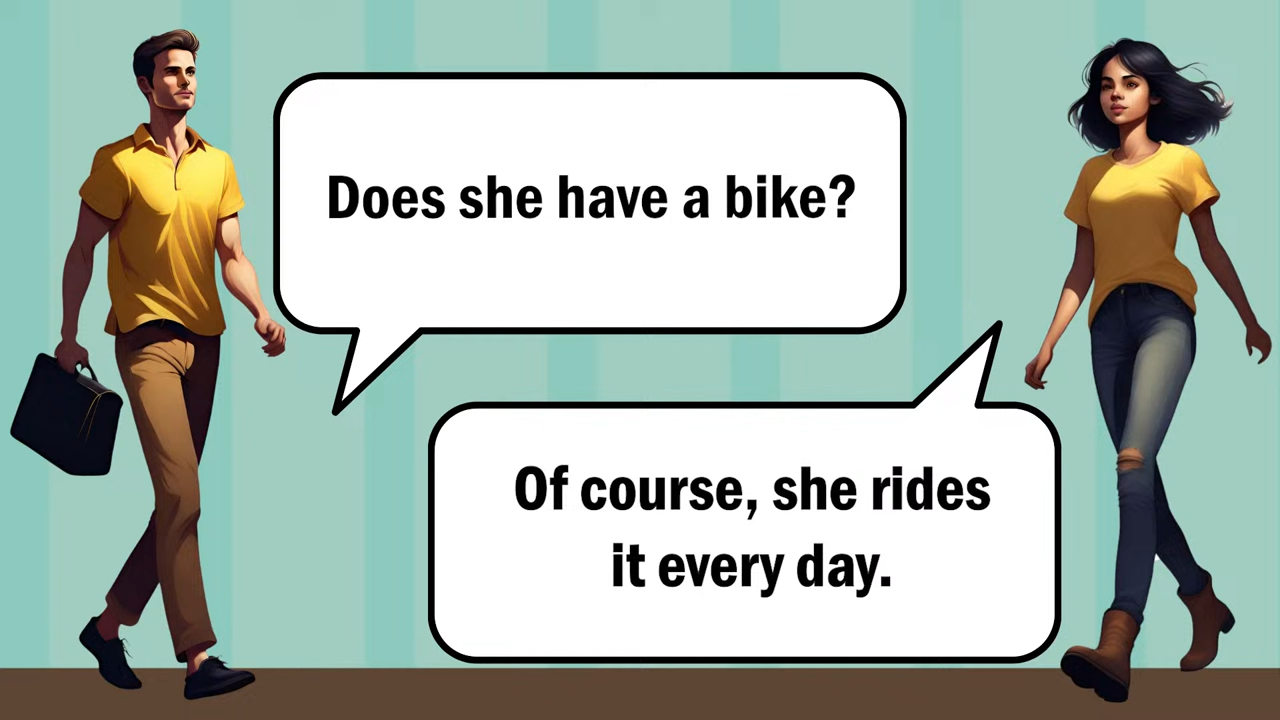 Does she have a bike?
Of course, she rides
it every day.